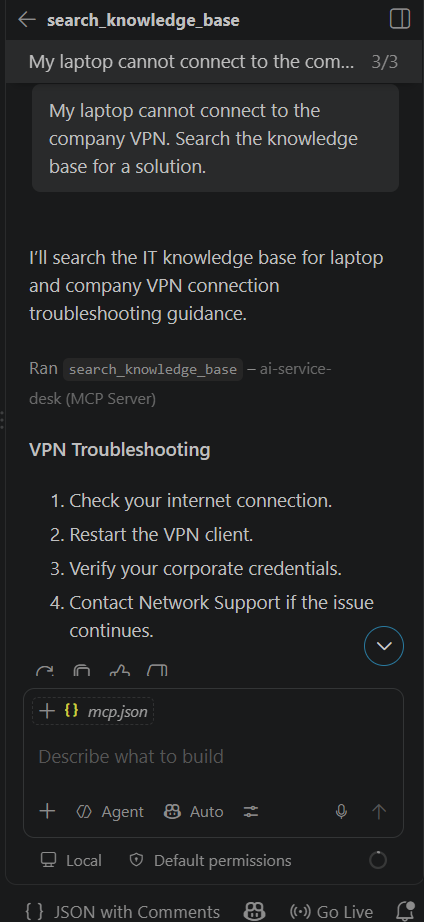 search_knowledge_base
My laptop cannot connect to the com... 3/3
My laptop cannot connect to the
company VPN. Search the knowledge
base for a solution.
I'll search the IT knowledge base for laptop
and company VPN connection
troubleshooting guidance.
Ran search_knowledge_base – ai-service-
desk (MCP Server)
VPN Troubleshooting
1. Check your internet connection.
2. Restart the VPN client.
3. Verify your corporate credentials.
4. Contact Network Support if the issue
continues.
+ {} mcp.json
Describe what to build
+ Agent Auto
Local Default permissions
{ } JSON with Comments Go Live